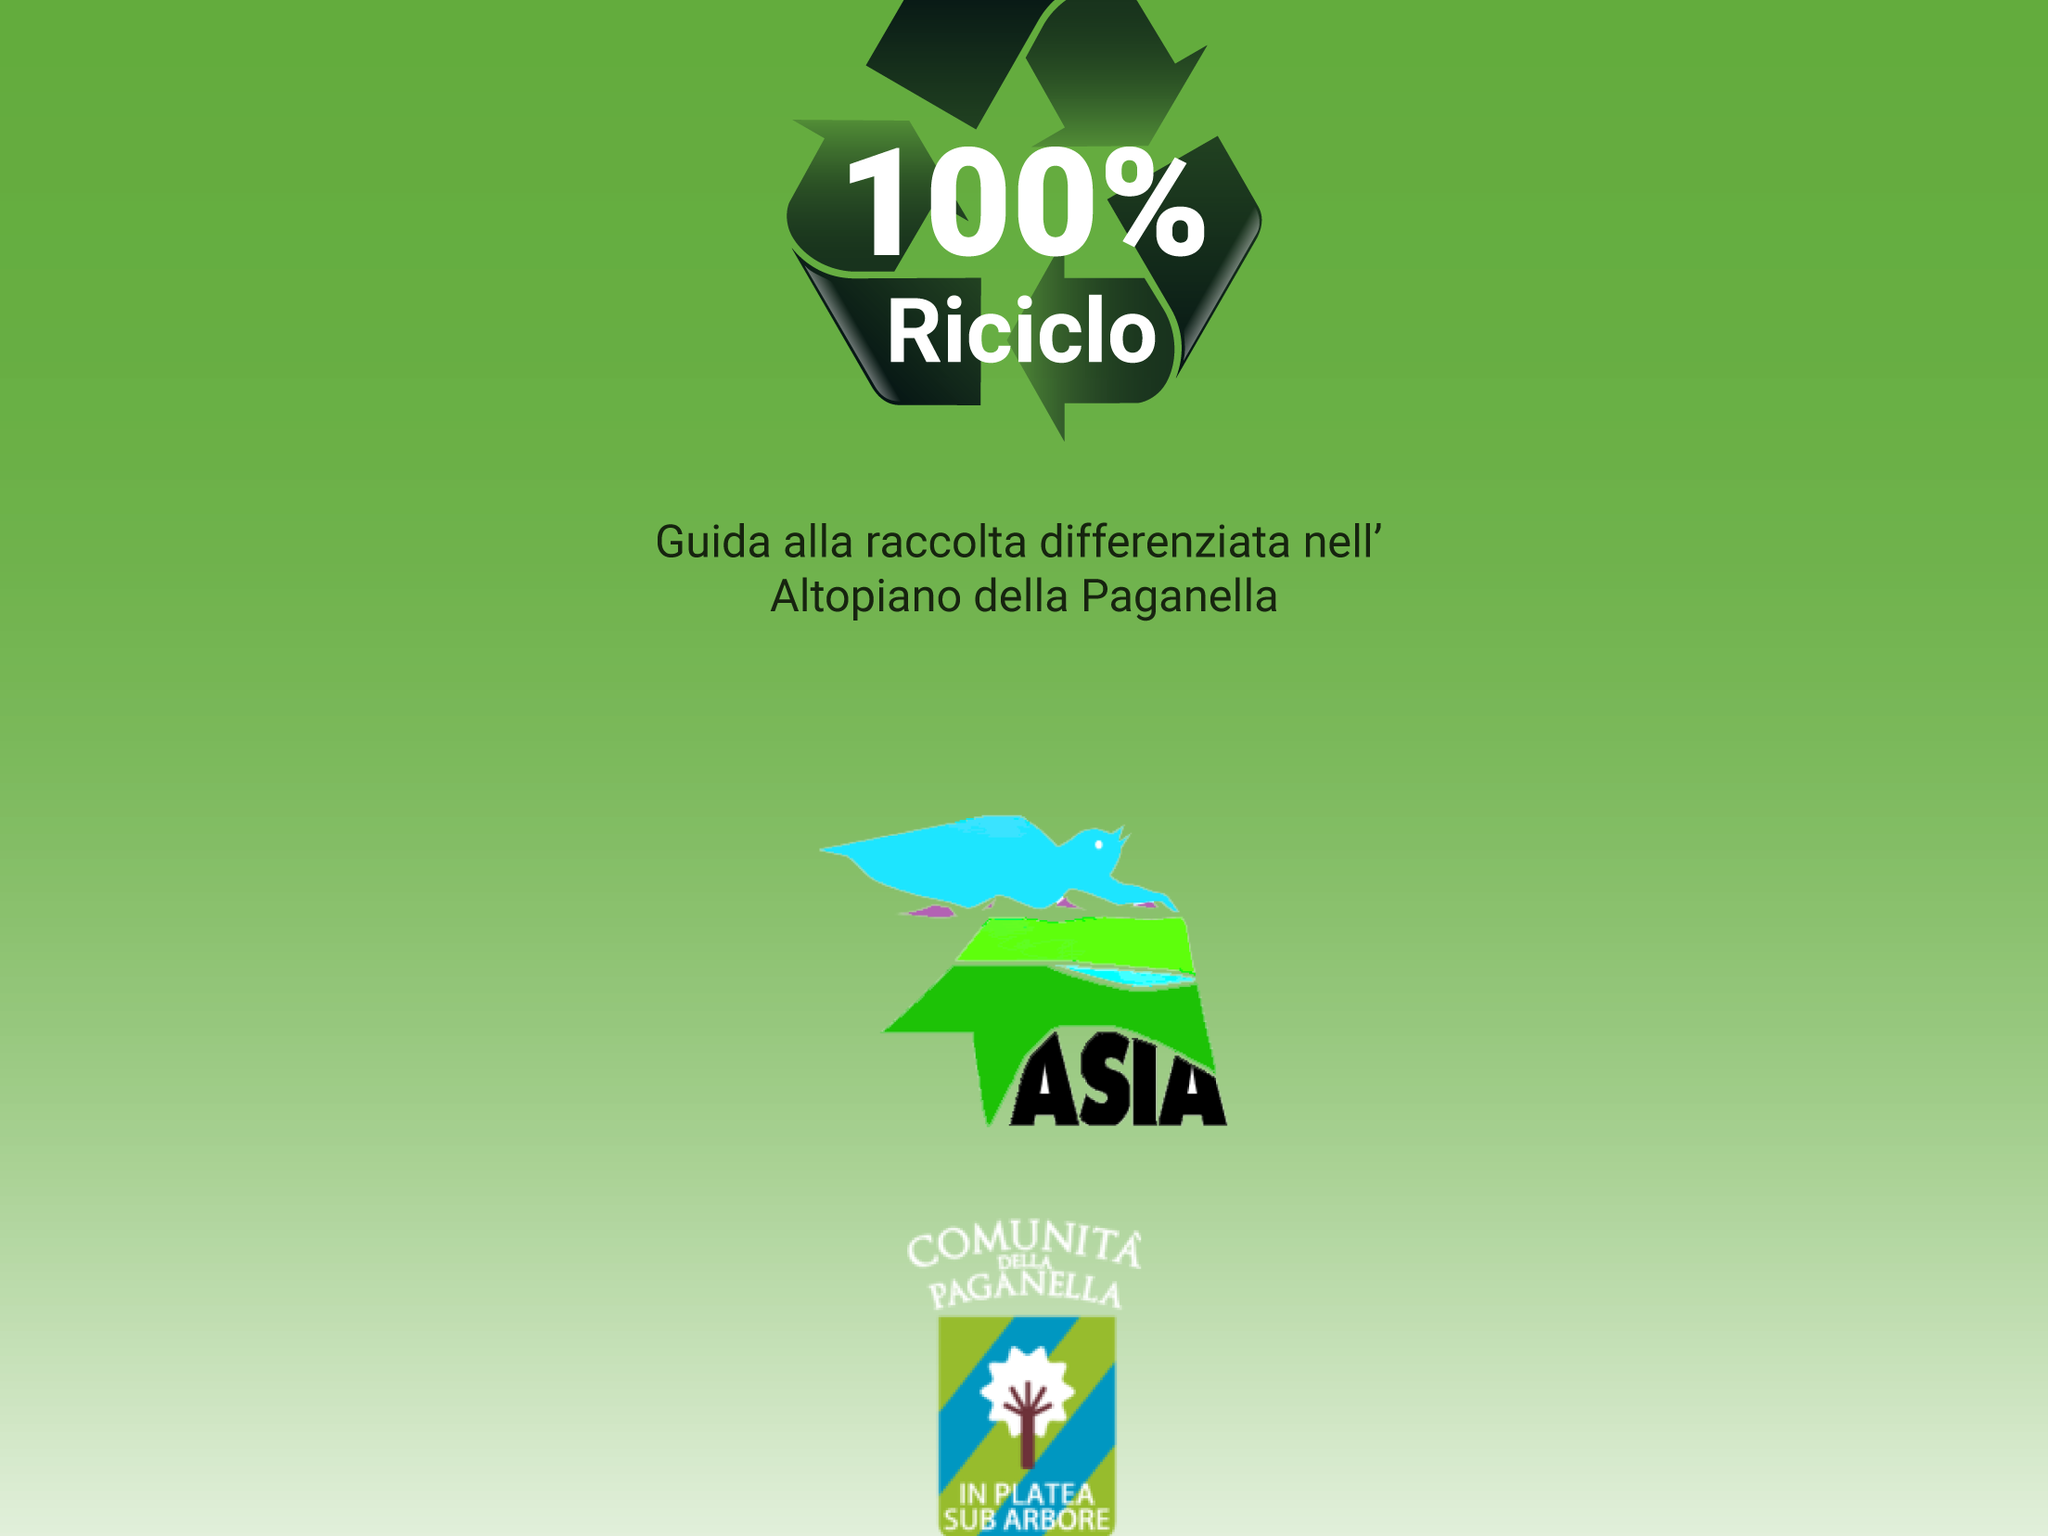 100%
Riciclo
Guida alla raccolta differenziata nell’
Altopiano della Paganella
ASIA
COMUNITÀ
DELLA
PAGANELLA
IN PLATEA
SUB ARBORE